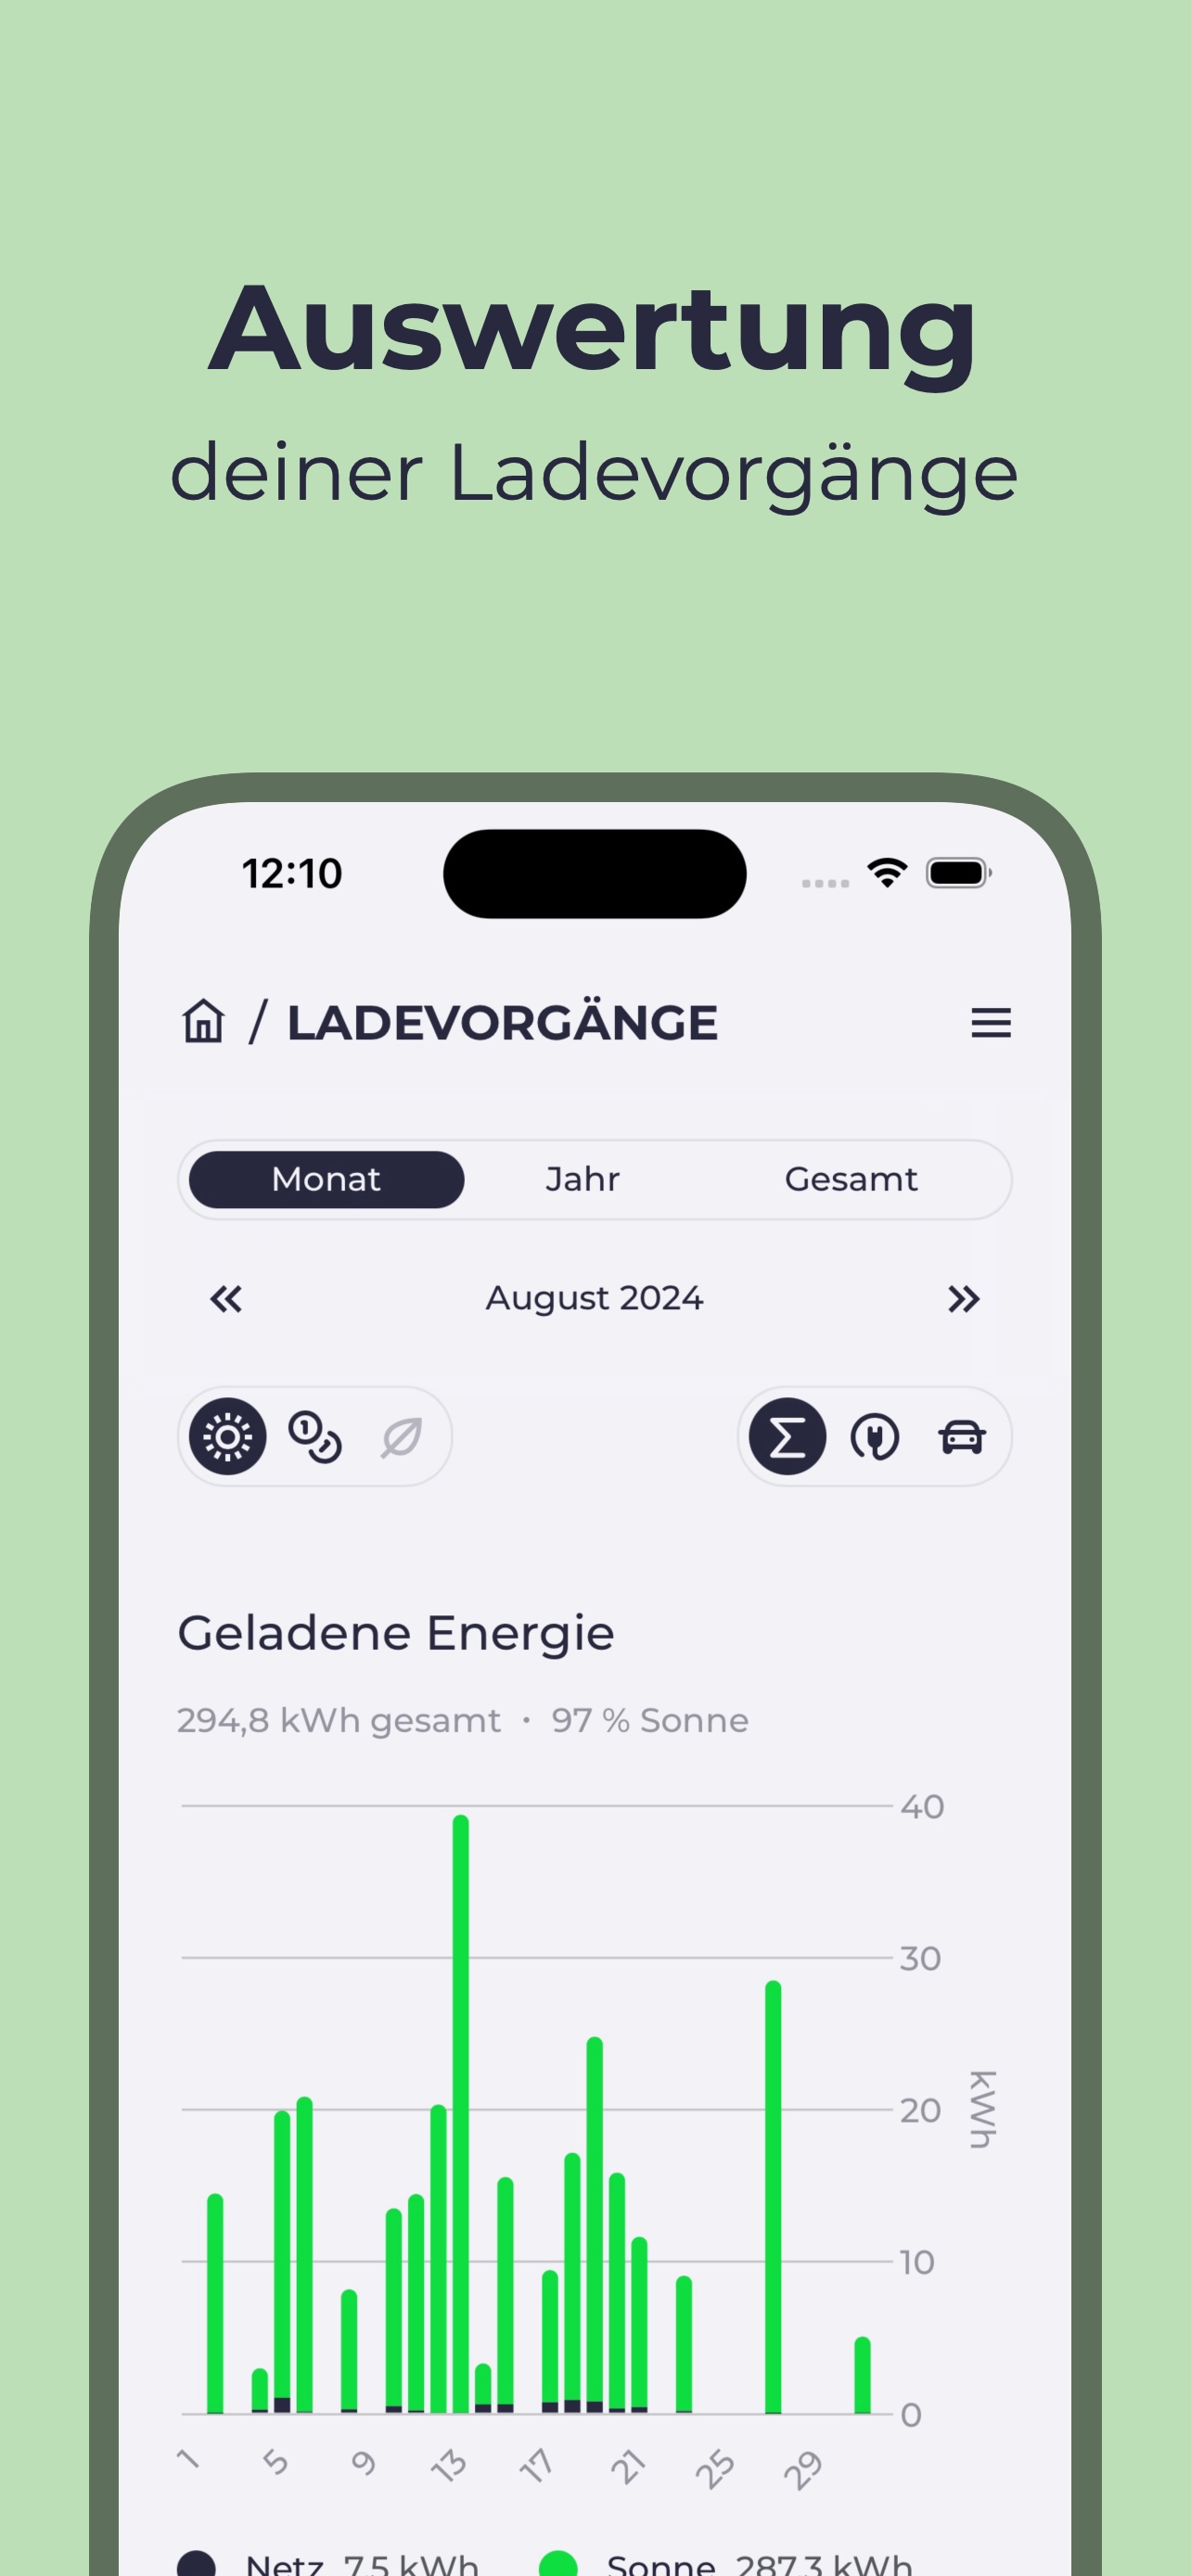 Auswertung
deiner Ladevorgänge
12:10
/ LADEVORGÄNGE
Monat Jahr Gesamt
« August 2024 »
Geladene Energie
294,8 kWh gesamt · 97 % Sonne
40
30
20
10
0
kWh
1 5 9 13 17 21 25 29
Netz 7,5 kWh Sonne 287,3 kWh